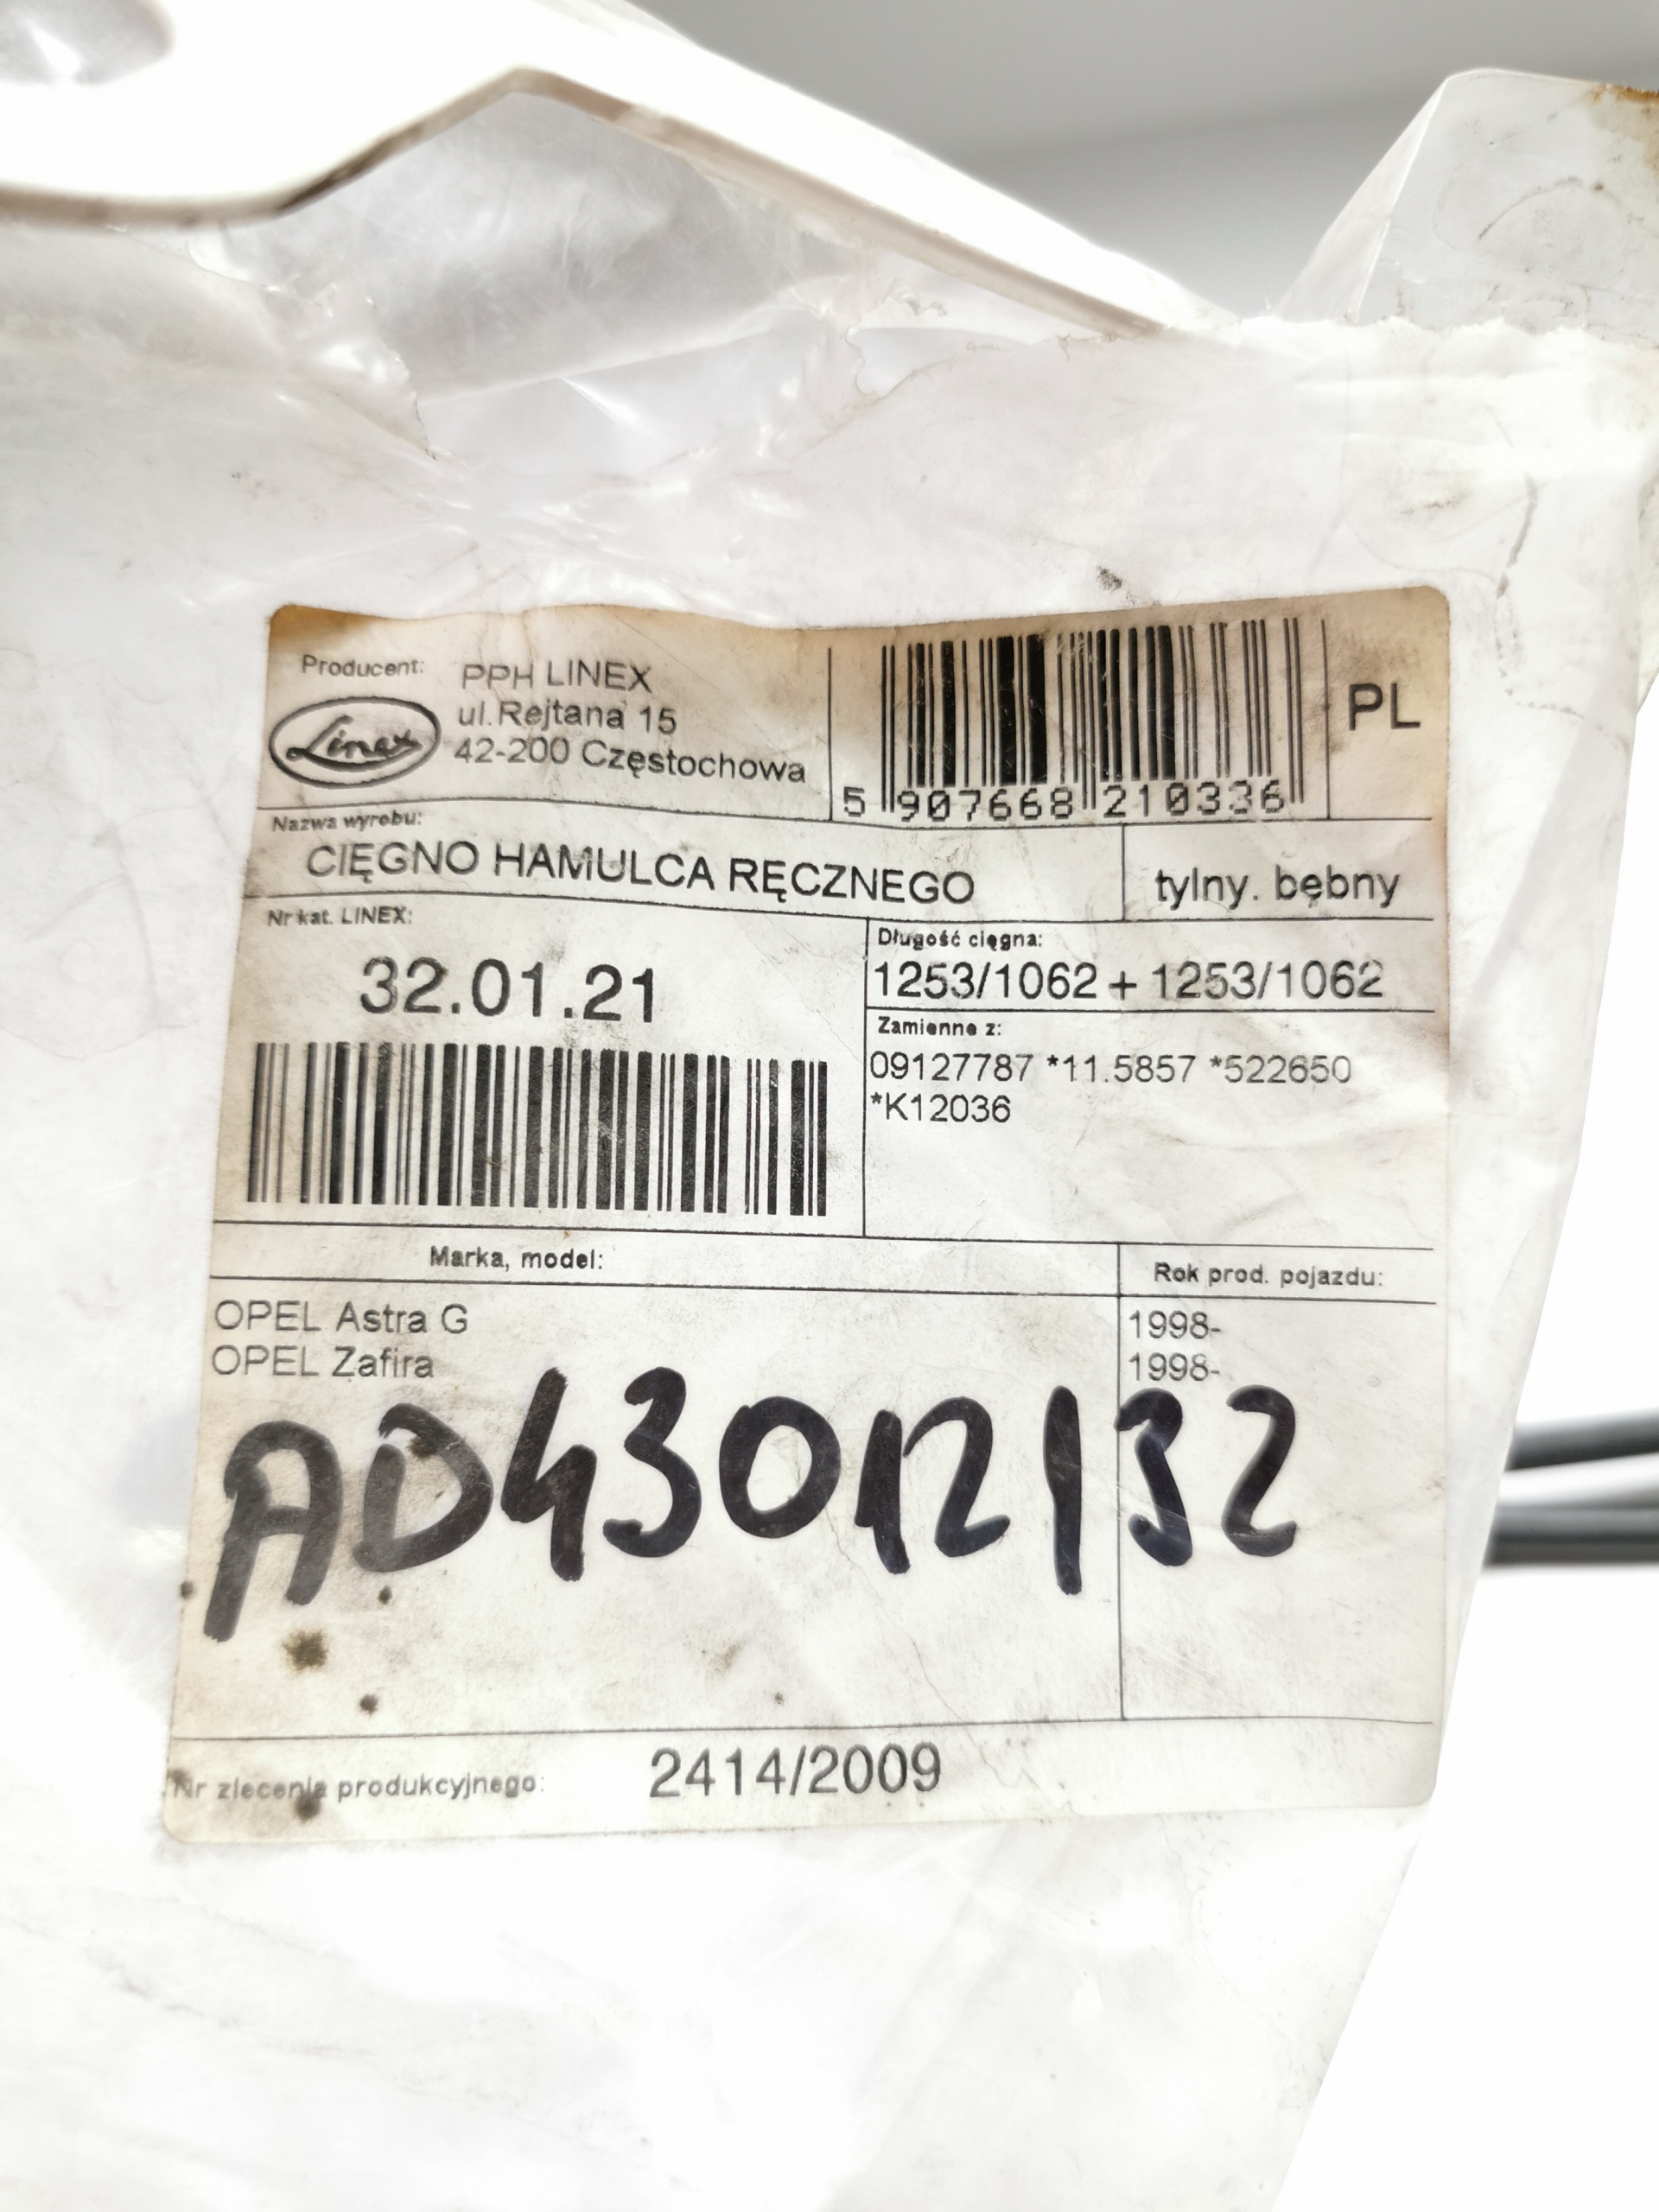 Producent:
PPH LINEX
ul.Rejtana 15
42-200 Częstochowa
Linex
5 907668 210336
PL
Nazwa wyrobu:
CIĘGNO HAMULCA RĘCZNEGO
tylny. bębny
Nr kat. LINEX:
32.01.21
Długość cięgna:
1253/1062 + 1253/1062
Zamienne z:
09127787 *11.5857 *522650
*K12036
Marka, model:
Rok prod. pojazdu:
OPEL Astra G 1998-
OPEL Zafira 1998-
AD43012132
Nr zlecenia produkcyjnego: 2414/2009